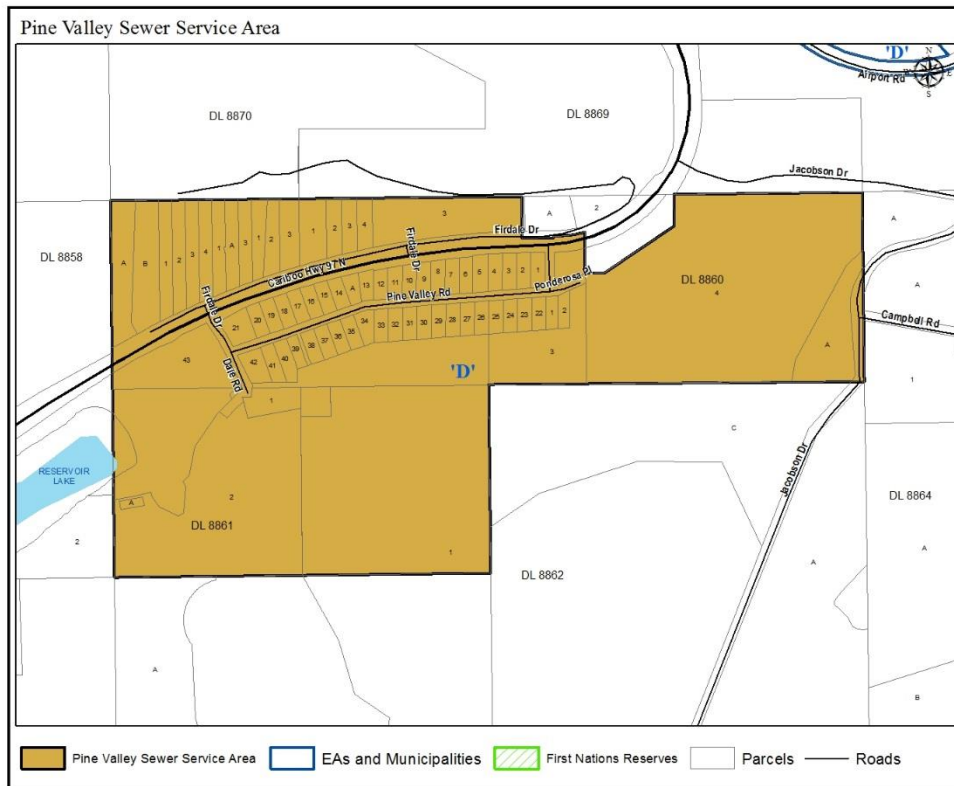 Pine Valley Sewer Service Area
'D'
N
W
E
S
Airport Rd
DL 8870
DL 8869
Jacobson Dr
A
2
3
Firdale Dr
A
DL 8858
A B 1 2 3 4 1 A 3 1 2 3 1 2 3 4
Cariboo Hwy 97 N
Firdale Dr
DL 8860
4
A
Firdale Dr
21 20 19 18 17 16 15 14 A 13 12 11 10 9 8 7 6 5 4 3 2 1
Pine Valley Rd
Ponderosa Pl
Campbell Rd
43
42 41 40 39 38 37 36 35 34 33 32 31 30 29 28 27 26 25 24 23 22 1 2
Dale Rd
'D'
3
A
1
1
C
RESERVOIR
LAKE
Jacobson Dr
2
A
DL 8861
DL 8864
2
1
DL 8862
A
A
A
B
Pine Valley Sewer Service Area
EAs and Municipalities
First Nations Reserves
Parcels
Roads